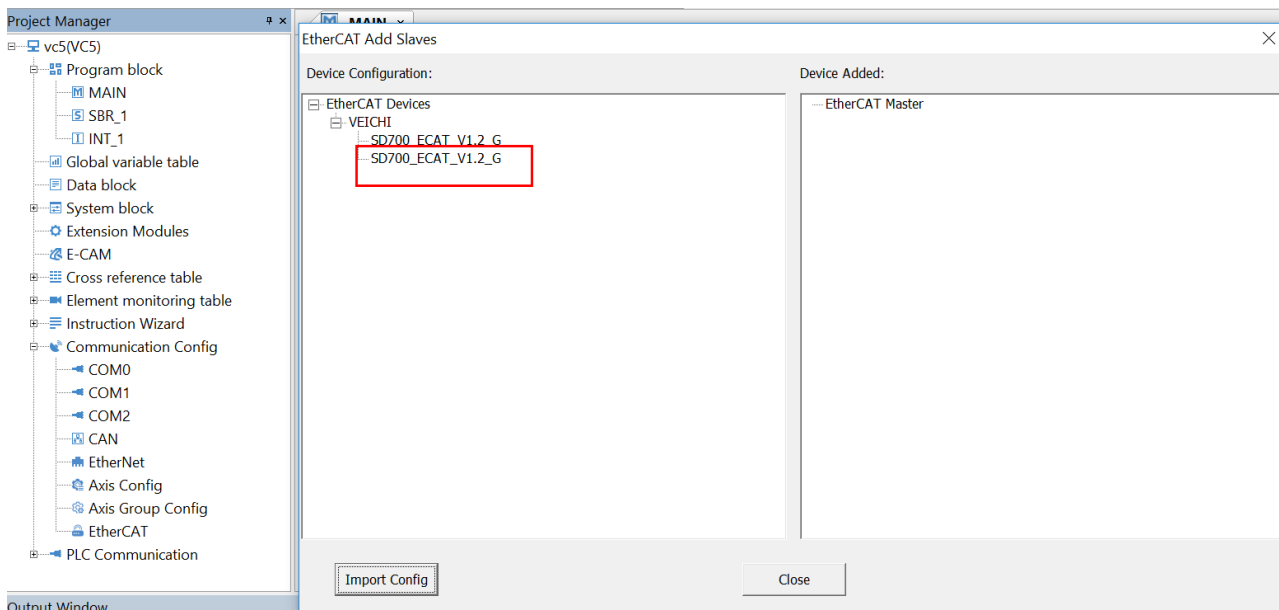 Project Manager
vc5(VC5)
Program block
MAIN
SBR_1
INT_1
Global variable table
Data block
System block
Extension Modules
E-CAM
Cross reference table
Element monitoring table
Instruction Wizard
Communication Config
COM0
COM1
COM2
CAN
EtherNet
Axis Config
Axis Group Config
EtherCAT
PLC Communication
Output Window
MAIN
EtherCAT Add Slaves
Device Configuration:
EtherCAT Devices
VEICHI
SD700_ECAT_V1.2_G
SD700_ECAT_V1.2_G
Device Added:
EtherCAT Master
Import Config
Close